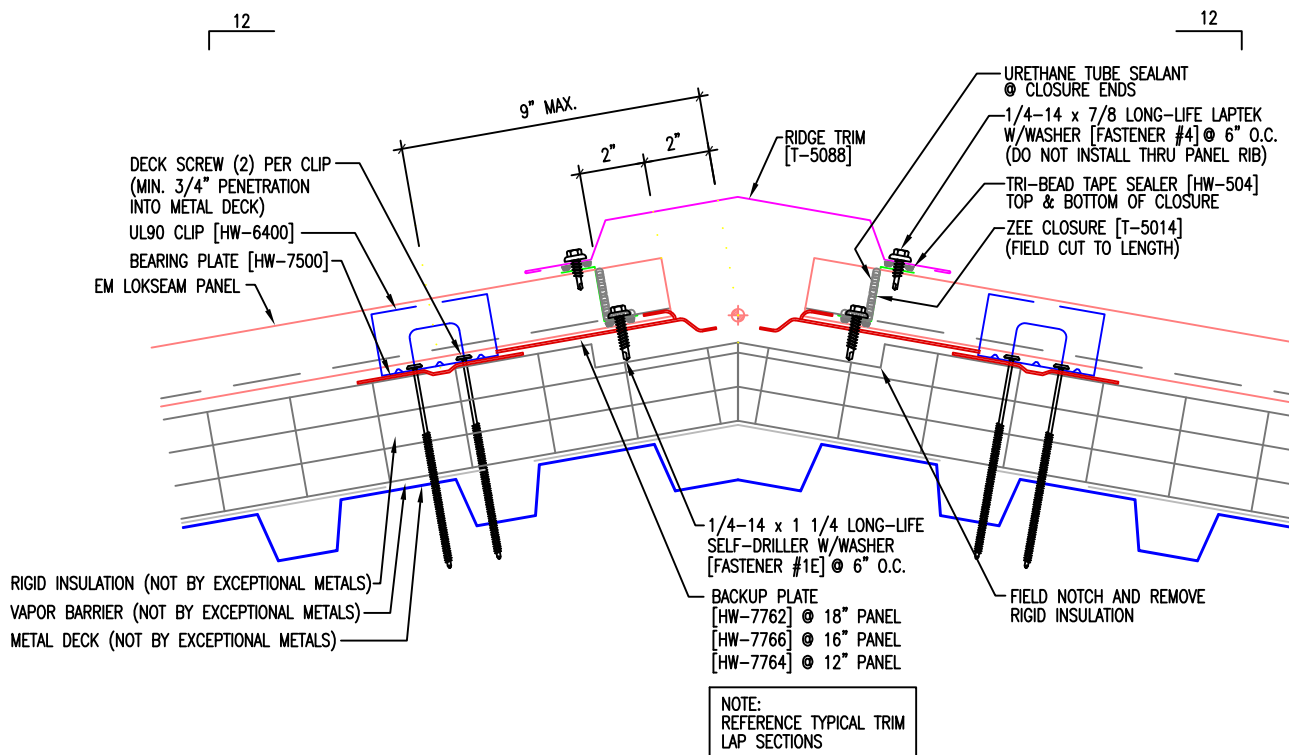 12
12
9" MAX.
2"
2"
RIDGE TRIM
[T-5088]
URETHANE TUBE SEALANT
@ CLOSURE ENDS
1/4-14 x 7/8 LONG-LIFE LAPTEK
W/WASHER [FASTENER #4] @ 6" O.C.
(DO NOT INSTALL THRU PANEL RIB)
TRI-BEAD TAPE SEALER [HW-504]
TOP & BOTTOM OF CLOSURE
ZEE CLOSURE [T-5014]
(FIELD CUT TO LENGTH)
DECK SCREW (2) PER CLIP
(MIN. 3/4" PENETRATION
INTO METAL DECK)
UL90 CLIP [HW-6400]
BEARING PLATE [HW-7500]
EM LOKSEAM PANEL
RIGID INSULATION (NOT BY EXCEPTIONAL METALS)
VAPOR BARRIER (NOT BY EXCEPTIONAL METALS)
METAL DECK (NOT BY EXCEPTIONAL METALS)
1/4-14 x 1 1/4 LONG-LIFE
SELF-DRILLER W/WASHER
[FASTENER #1E] @ 6" O.C.
BACKUP PLATE
[HW-7762] @ 18" PANEL
[HW-7766] @ 16" PANEL
[HW-7764] @ 12" PANEL
FIELD NOTCH AND REMOVE
RIGID INSULATION
NOTE:
REFERENCE TYPICAL TRIM
LAP SECTIONS